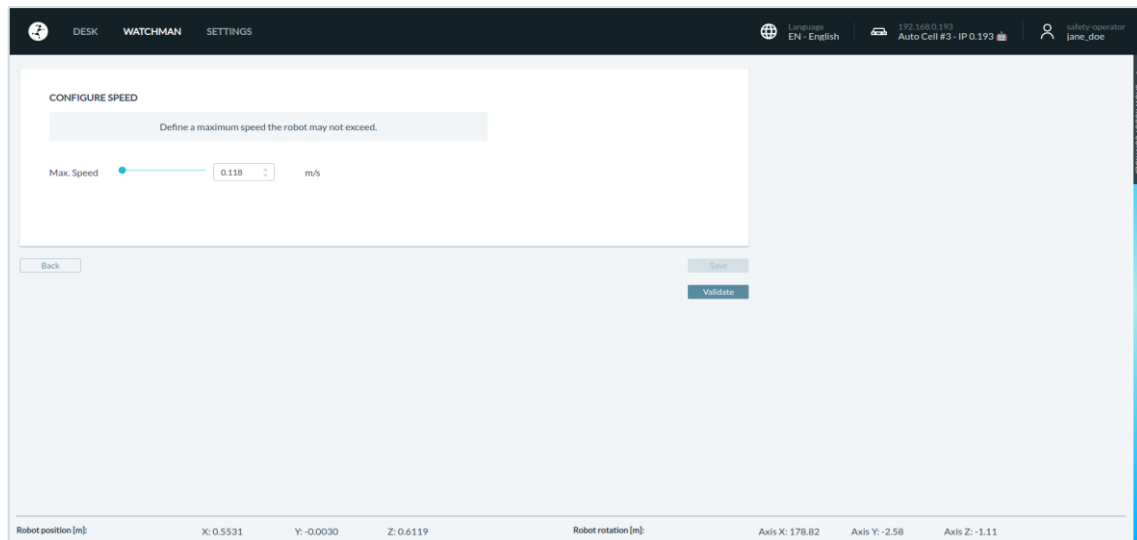 DESK WATCHMAN SETTINGS
Language
EN - English
192.168.0.193
Auto Cell #3 - IP 0.193 🤖
safety-operator
jane_doe
CONFIGURE SPEED
Define a maximum speed the robot may not exceed.
Max. Speed 0.118 m/s
Back Save
Validate
Robot position [m]: X: 0.5531 Y: -0.0030 Z: 0.6119 Robot rotation [m]: Axis X: 178.82 Axis Y: -2.58 Axis Z: -1.11